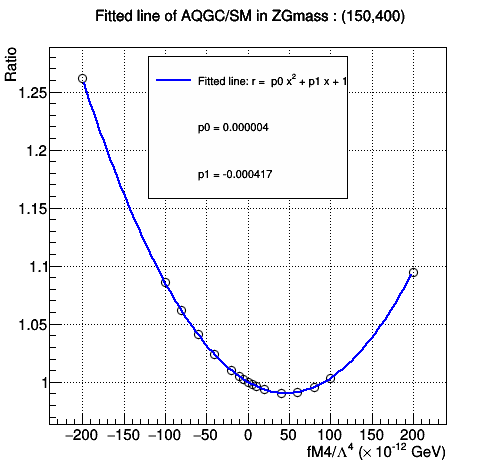 Fitted line of AQGC/SM in ZGmass : (150,400)
Ratio
Fitted line: r = p0 x² + p1 x + 1
p0 = 0.000004
p1 = -0.000417
1.25
1.2
1.15
1.1
1.05
1
−200 −150 −100 −50 0 50 100 150 200
fM4/Λ⁴ (× 10⁻¹² GeV)